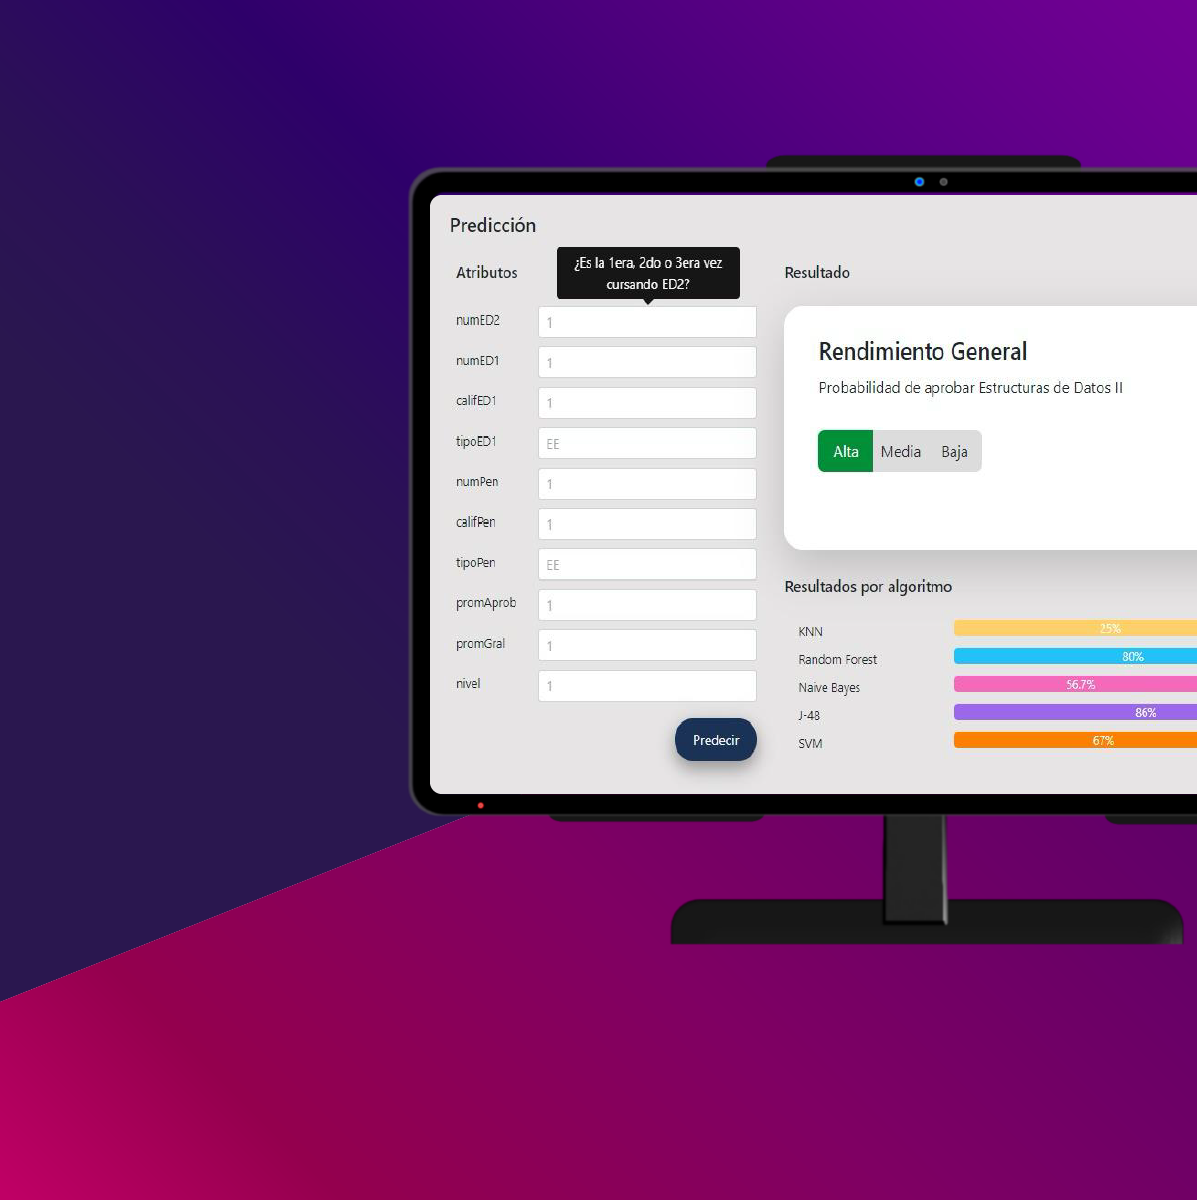 Predicción
Atributos
¿Es la 1era, 2do o 3era vez
cursando ED2?
numED2 1
numED1 1
califED1 1
tipoED1 EE
numPen 1
califPen 1
tipoPen EE
promAprob 1
promGral 1
nivel 1
Predecir
Resultado
Rendimiento General
Probabilidad de aprobar Estructuras de Datos II
Alta Media Baja
Resultados por algoritmo
KNN 25%
Random Forest 80%
Naive Bayes 56.7%
J-48 86%
SVM 67%